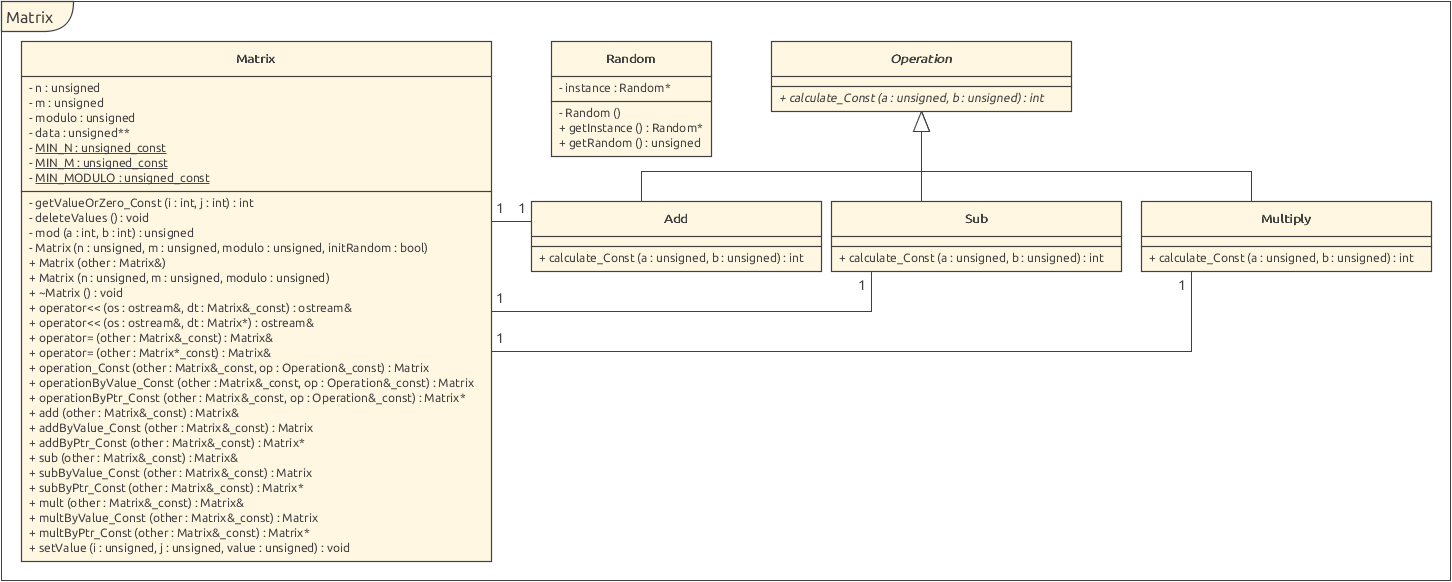 Matrix
Matrix
- n : unsigned
- m : unsigned
- modulo : unsigned
- data : unsigned**
- MIN_N : unsigned_const
- MIN_M : unsigned_const
- MIN_MODULO : unsigned_const
- getValueOrZero_Const (i : int, j : int) : int
- deleteValues () : void
- mod (a : int, b : int) : unsigned
- Matrix (n : unsigned, m : unsigned, modulo : unsigned, initRandom : bool)
+ Matrix (other : Matrix&)
+ Matrix (n : unsigned, m : unsigned, modulo : unsigned)
+ ~Matrix () : void
+ operator<< (os : ostream&, dt : Matrix&_const) : ostream&
+ operator<< (os : ostream&, dt : Matrix*) : ostream&
+ operator= (other : Matrix&_const) : Matrix&
+ operator= (other : Matrix*_const) : Matrix&
+ operation_Const (other : Matrix&_const, op : Operation&_const) : Matrix
+ operationByValue_Const (other : Matrix&_const, op : Operation&_const) : Matrix
+ operationByPtr_Const (other : Matrix&_const, op : Operation&_const) : Matrix*
+ add (other : Matrix&_const) : Matrix&
+ addByValue_Const (other : Matrix&_const) : Matrix
+ addByPtr_Const (other : Matrix&_const) : Matrix*
+ sub (other : Matrix&_const) : Matrix&
+ subByValue_Const (other : Matrix&_const) : Matrix
+ subByPtr_Const (other : Matrix&_const) : Matrix*
+ mult (other : Matrix&_const) : Matrix&
+ multByValue_Const (other : Matrix&_const) : Matrix
+ multByPtr_Const (other : Matrix&_const) : Matrix*
+ setValue (i : unsigned, j : unsigned, value : unsigned) : void
Random
- instance : Random*
- Random ()
+ getInstance () : Random*
+ getRandom () : unsigned
Operation
+ calculate_Const (a : unsigned, b : unsigned) : int
1 1
Add
+ calculate_Const (a : unsigned, b : unsigned) : int
Sub
+ calculate_Const (a : unsigned, b : unsigned) : int
Multiply
+ calculate_Const (a : unsigned, b : unsigned) : int
1
1
1
1